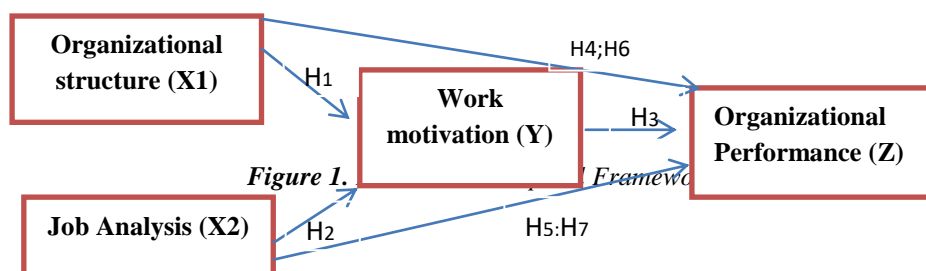 Organizational
structure (X1)
H4;H6
H1
Work
motivation (Y)
H3
Organizational
Performance (Z)
Figure 1.
Job Analysis (X2)
H2
H5:H7